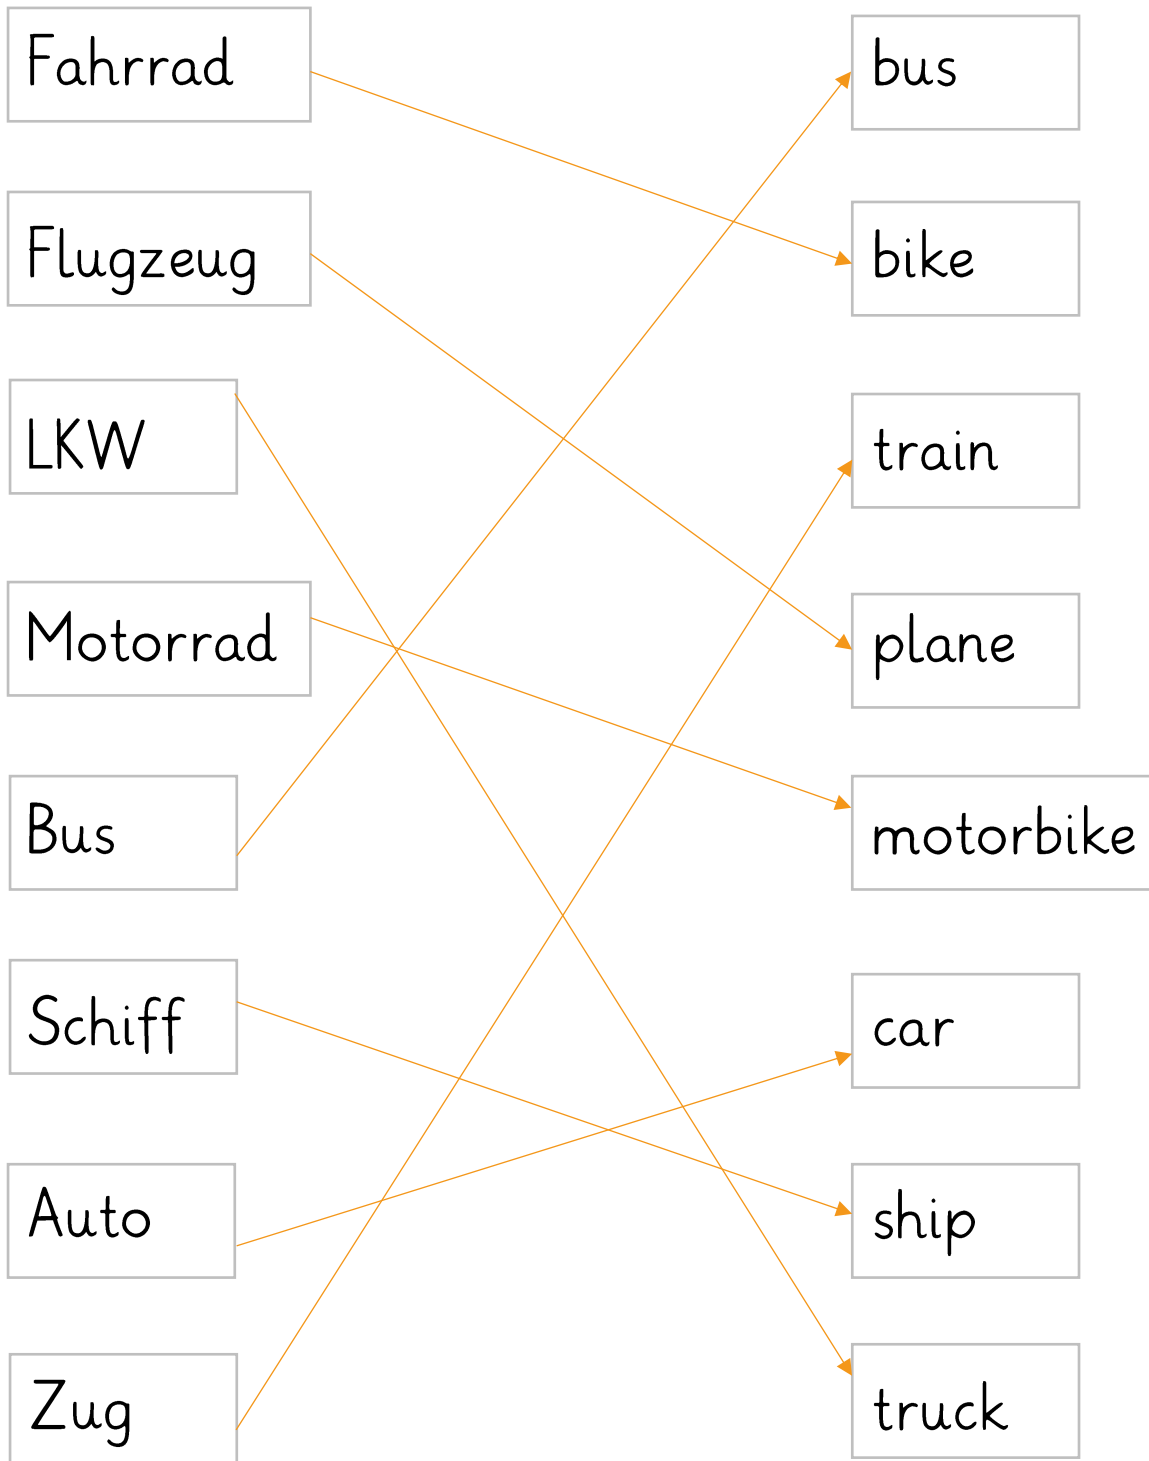 Fahrrad
bus
Flugzeug
bike
LKW
train
Motorrad
plane
Bus
motorbike
Schiff
car
Auto
ship
Zug
truck